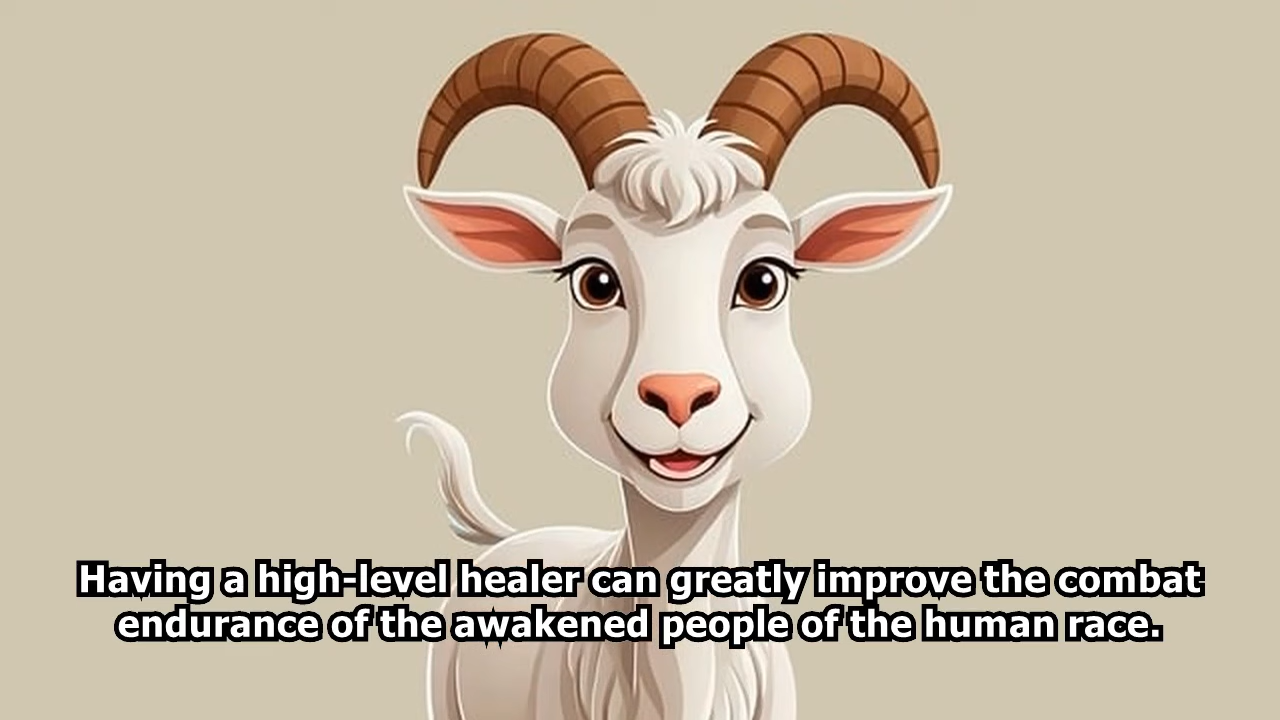 Having a high-level healer can greatly improve the combat
endurance of the awakened people of the human race.